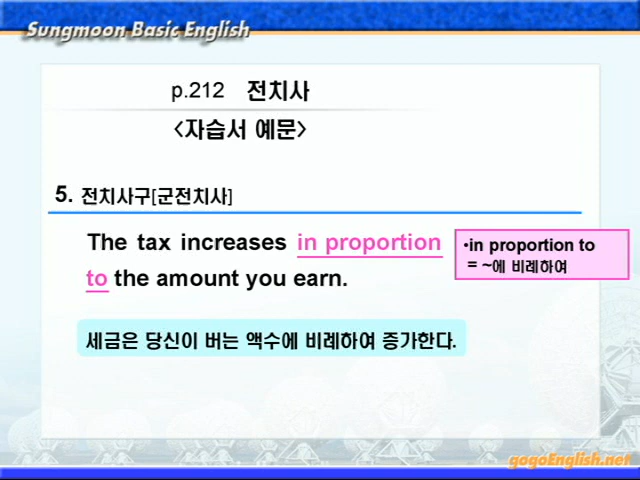 Sungmoon Basic English
p.212 전치사
<자습서 예문>
5. 전치사구[군전치사]
The tax increases in proportion
to the amount you earn.
•in proportion to
= ~에 비례하여
세금은 당신이 버는 액수에 비례하여 증가한다.
gogoEnglish.net